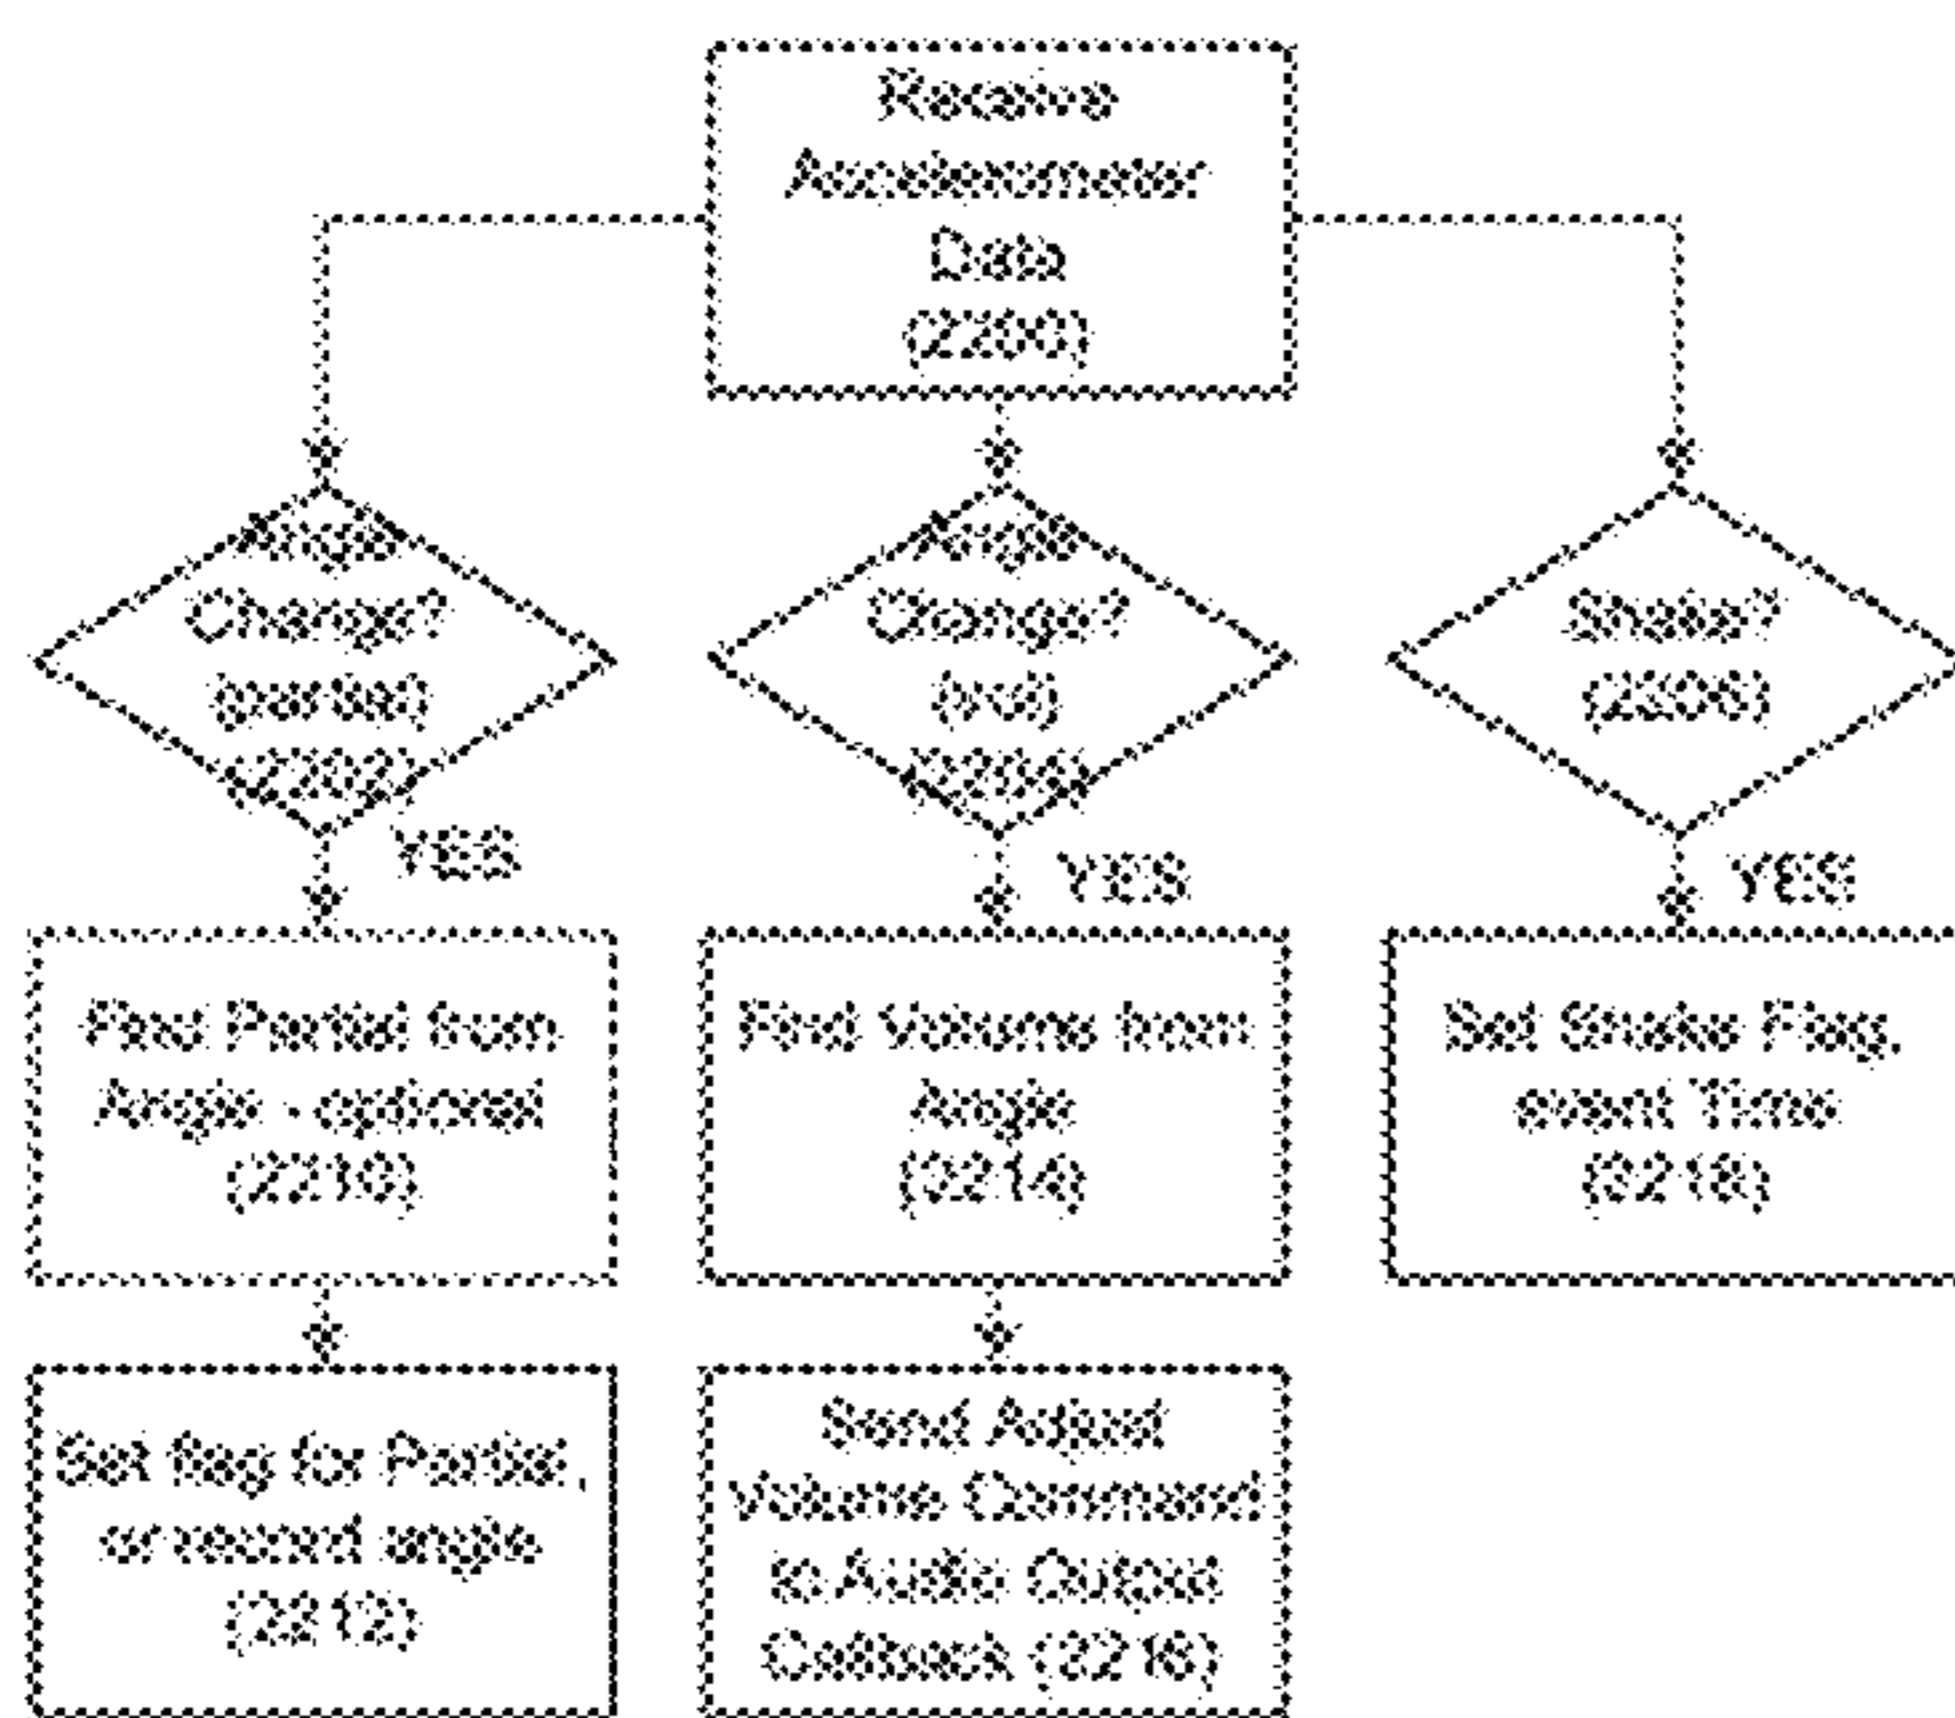 Receive
Accelerometer
Data
(2200)
Angle
Change?
(partial)
(2202)
YES
Angle
Change?
(vol)
YES
Shake?
YES
Find Partial from
Angle - optional
(2210)
Find Volume from
Angle
(2214)
Set Shake Flag,
event Time
(2218)
Set flag for Partial,
or record angle
(2212)
Send Adjust
Volume Command
to Audio Output
Callback (2216)